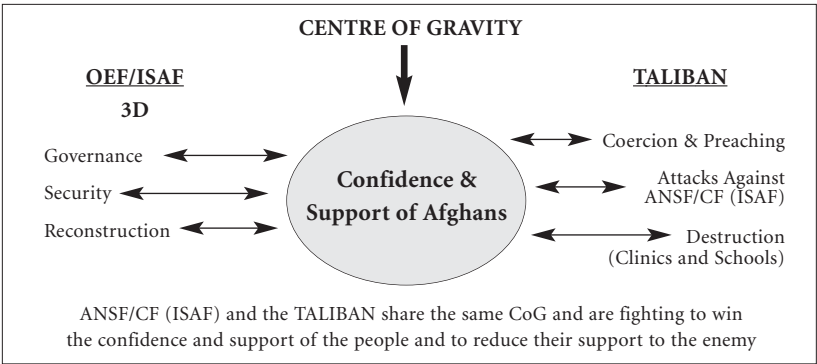 CENTRE OF GRAVITY
OEF/ISAF
3D
Governance
Security
Reconstruction
Confidence &
Support of Afghans
TALIBAN
Coercion & Preaching
Attacks Against
ANSF/CF (ISAF)
Destruction
(Clinics and Schools)
ANSF/CF (ISAF) and the TALIBAN share the same CoG and are fighting to win
the confidence and support of the people and to reduce their support to the enemy